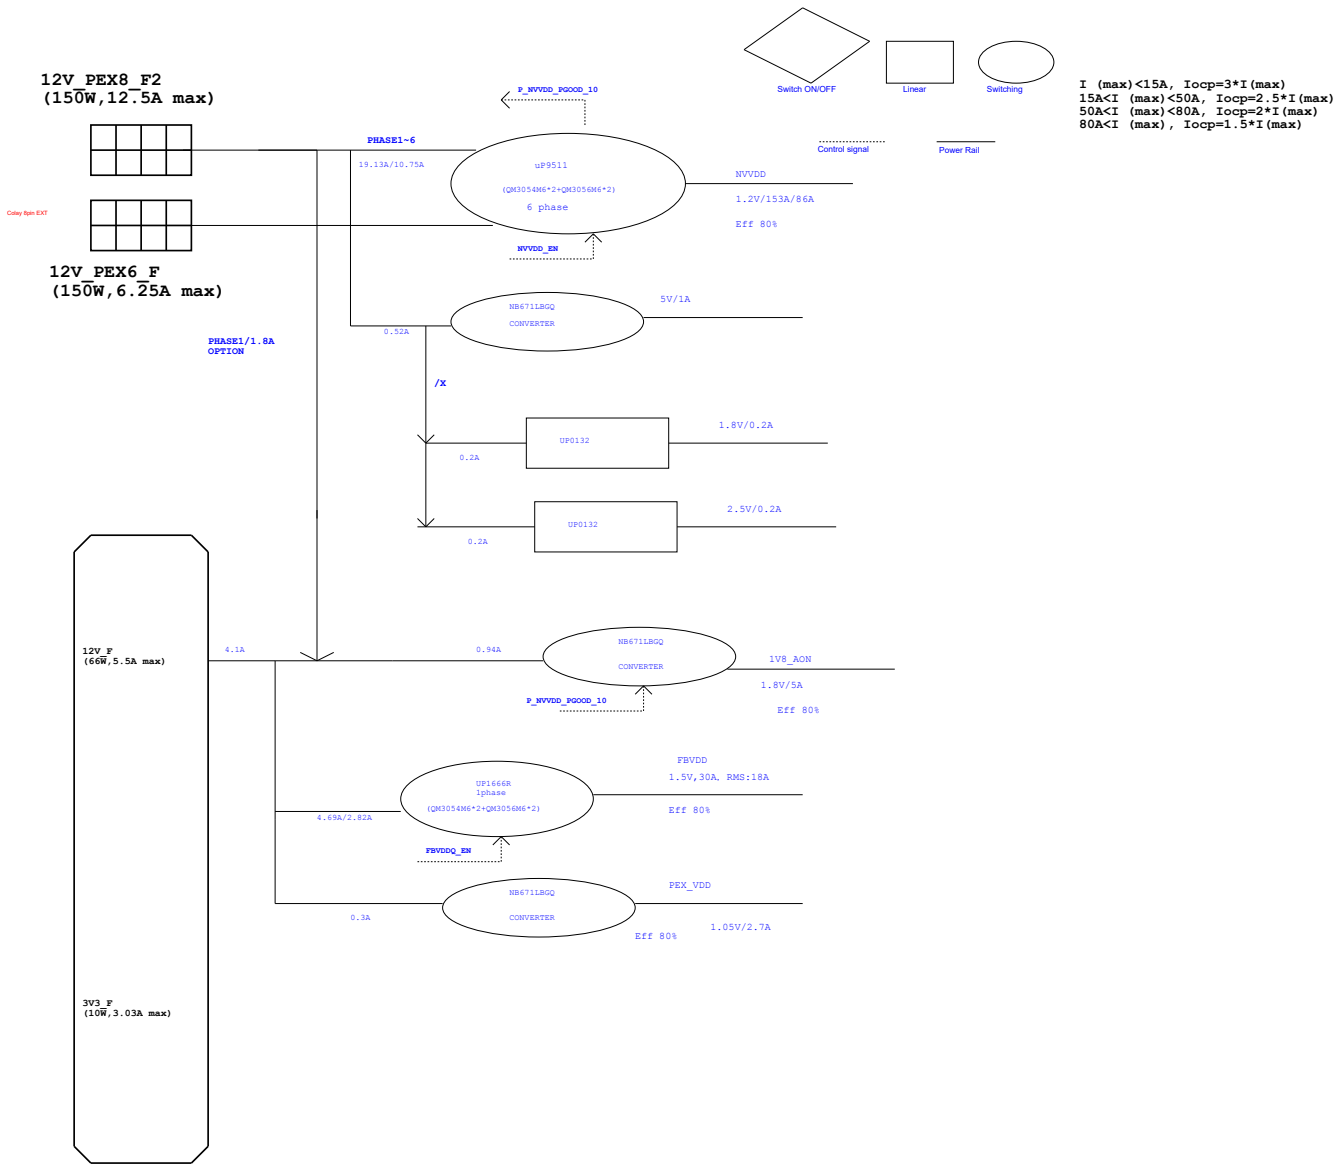 12V_PEX8_F2
(150W,12.5A max)
Switch ON/OFF
Linear
Switching
I (max)<15A, Iocp=3*I(max)
15A<I (max)<50A, Iocp=2.5*I(max)
50A<I (max)<80A, Iocp=2*I(max)
80A<I (max), Iocp=1.5*I(max)
Control signal
Power Rail
P_NVVDD_PGOOD_10
PHASE1~6
19.13A/10.75A
uP9511
(QM3054M6*2+QM3056M6*2)
6 phase
NVVDD
1.2V/153A/86A
Eff 80%
Colay 8pin EXT
NVVDD_EN
12V_PEX6_F
(150W,6.25A max)
NB671LBGQ
CONVERTER
5V/1A
0.52A
PHASE1/1.8A
OPTION
/X
UP0132
1.8V/0.2A
0.2A
UP0132
2.5V/0.2A
0.2A
12V_F
(66W,5.5A max)
4.1A
0.94A
NB671LBGQ
CONVERTER
1V8_AON
1.8V/5A
Eff 80%
P_NVVDD_PGOOD_10
UP1666R
1phase
(QM3054M6*2+QM3056M6*2)
FBVDD
1.5V,30A. RMS:18A
Eff 80%
4.69A/2.82A
FBVDDQ_EN
NB671LBGQ
CONVERTER
PEX_VDD
1.05V/2.7A
Eff 80%
0.3A
3V3_F
(10W,3.03A max)